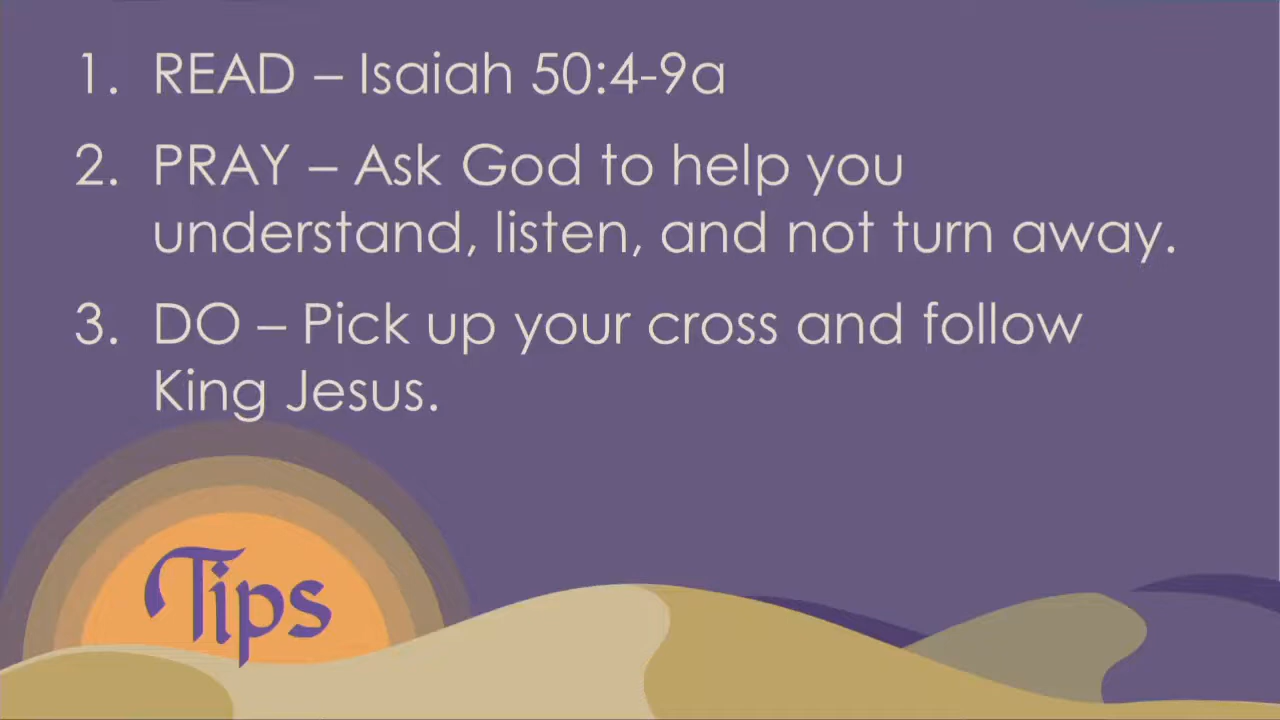 1. READ – Isaiah 50:4-9a
2. PRAY – Ask God to help you
understand, listen, and not turn away.
3. DO – Pick up your cross and follow
King Jesus.
Tips